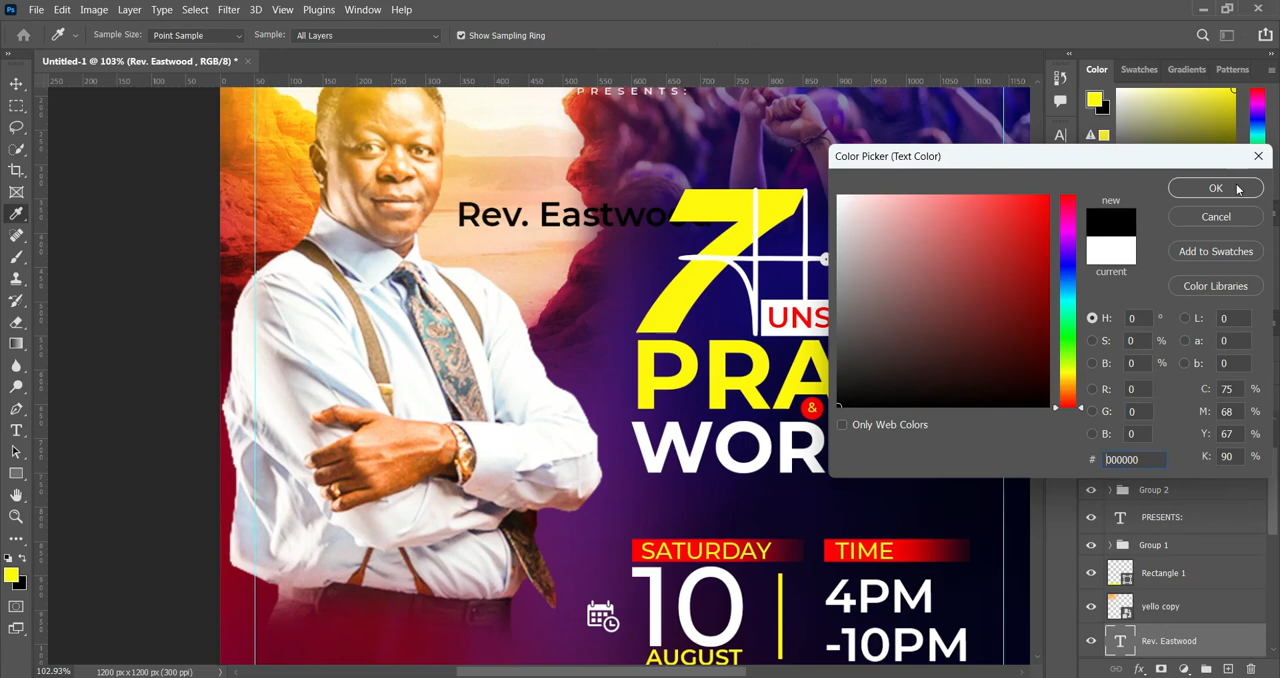 Ps File Edit Image Layer Type Select Filter 3D View Plugins Window Help
Sample Size: Point Sample Sample: All Layers Show Sampling Ring
Untitled-1 @ 103% (Rev. Eastwood , RGB/8) *
250 200 150 100 50 0 50 100 150 200 250 300 350 400 450 500 550 600 650 700 750 800 850 900 950 1000 1050 1100 1150
Color Swatches Gradients Patterns
PRESENTS:
Color Picker (Text Color)
OK
new
Cancel
Rev. Eastwood
7
Add to Swatches
current
Color Libraries
UNS
H: 0 ° L: 0
S: 0 % a: 0
B: 0 % b: 0
PRA
R: 0 C: 75 %
&
G: 0 M: 68 %
Only Web Colors
B: 0 Y: 67 %
WOR
# 000000 K: 90 %
Group 2
PRESENTS:
SATURDAY TIME
Group 1
10
4PM
Rectangle 1
yello copy
-10PM
Rev. Eastwood
AUGUST
102.93% 1200 px x 1200 px (300 ppi)